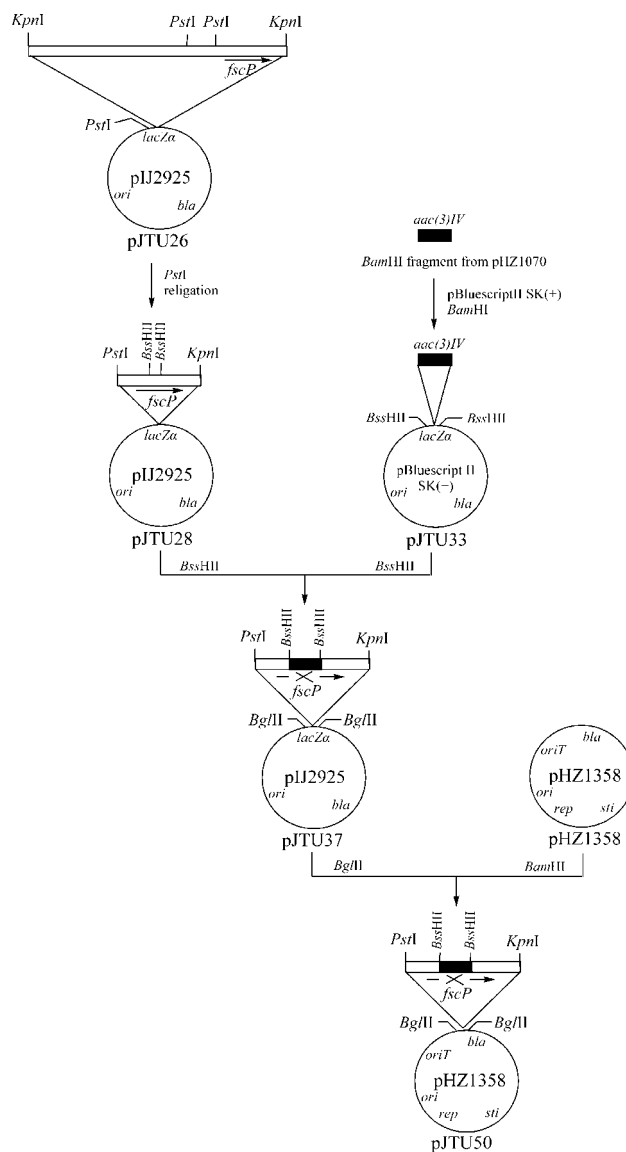 KpnI PstI PstI KpnI
fscP
PstI
lacZα
pIJ2925
ori
bla
pJTU26
PstI
religation
aac(3)IV
BamHI fragment from pHZ1070
pBluescriptII SK(+)
BamHI
BssHII
BssHII
PstI KpnI
fscP
lacZα
pIJ2925
ori
bla
pJTU28
aac(3)IV
BssHII BssHII
lacZα
pBluescript II
SK(−)
ori
bla
pJTU33
BssHII BssHII
BssHII
BssHII
PstI KpnI
fscP
BglII BglII
lacZα
pIJ2925
ori
bla
pJTU37
bla
oriT
pHZ1358
ori
rep sti
pHZ1358
BglII BamHI
BssHII
BssHII
PstI KpnI
fscP
BglII BglII
bla
oriT
pHZ1358
ori
rep sti
pJTU50